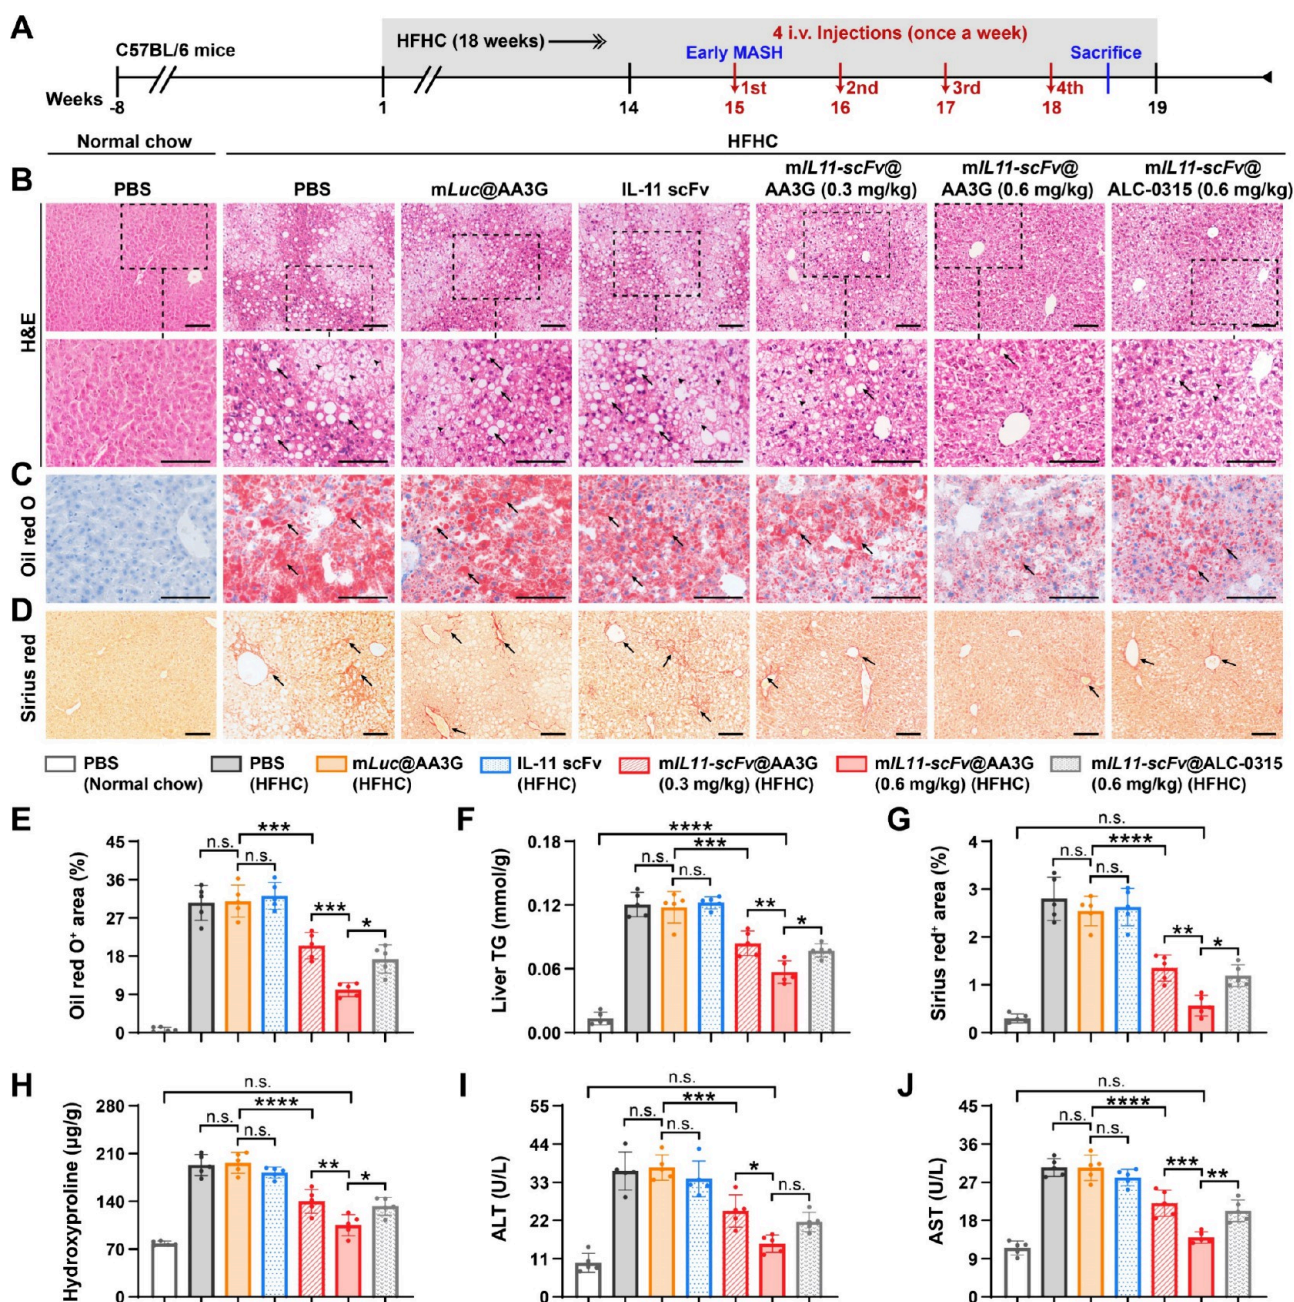 A
C57BL/6 mice
HFHC (18 weeks)
4 i.v. Injections (once a week)
Early MASH
Sacrifice
1st
2nd
3rd
4th
Weeks
-8
1
14
15
16
17
18
19
Normal chow
HFHC
B
PBS
PBS
mLuc@AA3G
IL-11 scFv
mIL11-scFv@
AA3G (0.3 mg/kg)
mIL11-scFv@
AA3G (0.6 mg/kg)
mIL11-scFv@
ALC-0315 (0.6 mg/kg)
H&E
C
Oil red O
D
Sirius red
PBS
(Normal chow)
PBS
(HFHC)
mLuc@AA3G
(HFHC)
IL-11 scFv
(HFHC)
mIL11-scFv@AA3G
(0.3 mg/kg) (HFHC)
mIL11-scFv@AA3G
(0.6 mg/kg) (HFHC)
mIL11-scFv@ALC-0315
(0.6 mg/kg) (HFHC)
E
Oil red O⁺ area (%)
45
36
27
18
9
0
n.s.
n.s.
***
***
*
F
Liver TG (mmol/g)
0.18
0.12
0.06
0.00
****
***
n.s.
n.s.
**
*
G
Sirius red⁺ area (%)
4
3
2
1
0
n.s.
****
n.s.
n.s.
**
*
H
Hydroxyproline (µg/g)
280
210
140
70
0
n.s.
****
n.s.
n.s.
**
*
I
ALT (U/L)
55
44
33
22
11
0
n.s.
***
n.s.
n.s.
*
n.s.
J
AST (U/L)
45
36
27
18
9
0
n.s.
****
n.s.
n.s.
***
**